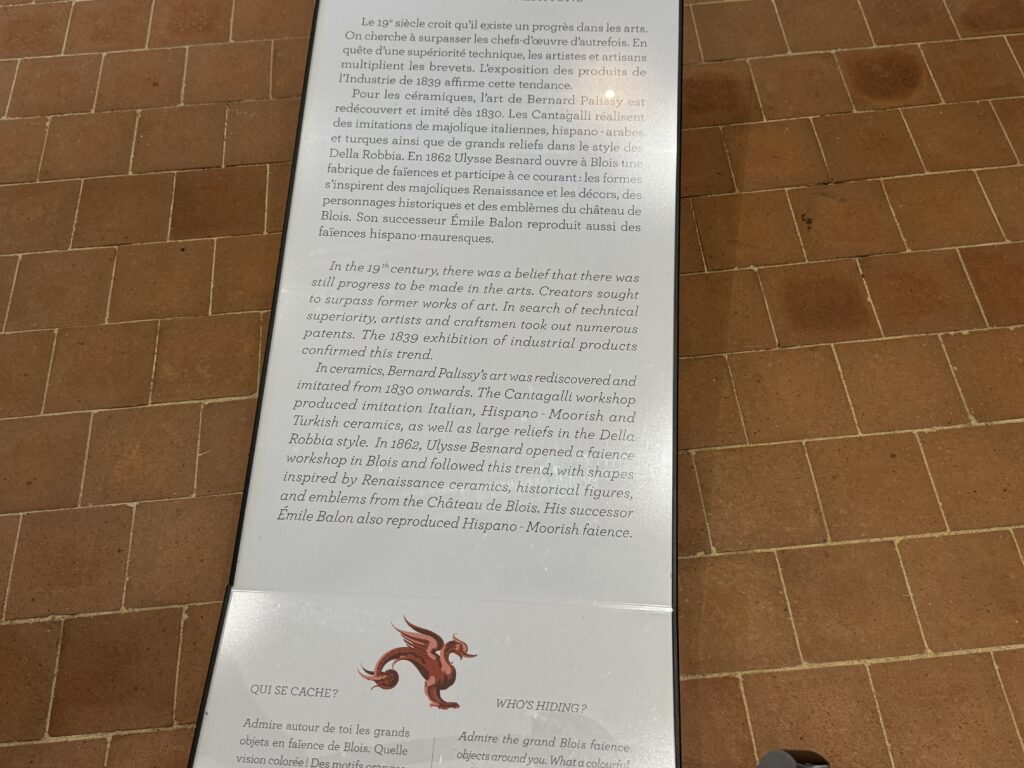 Le 19e siècle croit qu'il existe un progrès dans les arts.
On cherche à surpasser les chefs-d'œuvre d'autrefois. En
quête d'une supériorité technique, les artistes et artisans
multiplient les brevets. L'exposition des produits de
l'Industrie de 1839 affirme cette tendance.
Pour les céramiques, l'art de Bernard Palissy est
redécouvert et imité dès 1830. Les Cantagalli réalisent
des imitations de majolique italiennes, hispano-arabes
et turques ainsi que de grands reliefs dans le style des
Della Robbia. En 1862 Ulysse Besnard ouvre à Blois une
fabrique de faïences et participe à ce courant : les formes
s'inspirent des majoliques Renaissance et les décors, des
personnages historiques et des emblèmes du château de
Blois. Son successeur Émile Balon reproduit aussi des
faïences hispano-mauresques.
In the 19th century, there was a belief that there was
still progress to be made in the arts. Creators sought
to surpass former works of art. In search of technical
superiority, artists and craftsmen took out numerous
patents. The 1839 exhibition of industrial products
confirmed this trend.
In ceramics, Bernard Palissy's art was rediscovered and
imitated from 1830 onwards. The Cantagalli workshop
produced imitation Italian, Hispano - Moorish and
Turkish ceramics, as well as large reliefs in the Della
Robbia style. In 1862, Ulysse Besnard opened a faience
workshop in Blois and followed this trend, with shapes
inspired by Renaissance ceramics, historical figures,
and emblems from the Château de Blois. His successor
Émile Balon also reproduced Hispano - Moorish faience.
QUI SE CACHE ?
Admire autour de toi les grands
objets en faïence de Blois. Quelle
vision colorée ! Des motifs
WHO'S HIDING ?
Admire the grand Blois faience
objects around you. What a colourful